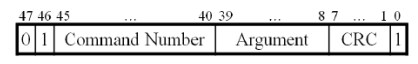 47 46 45 ... 40 39 ... 8 7 ... 1 0
0 1 Command Number Argument CRC 1